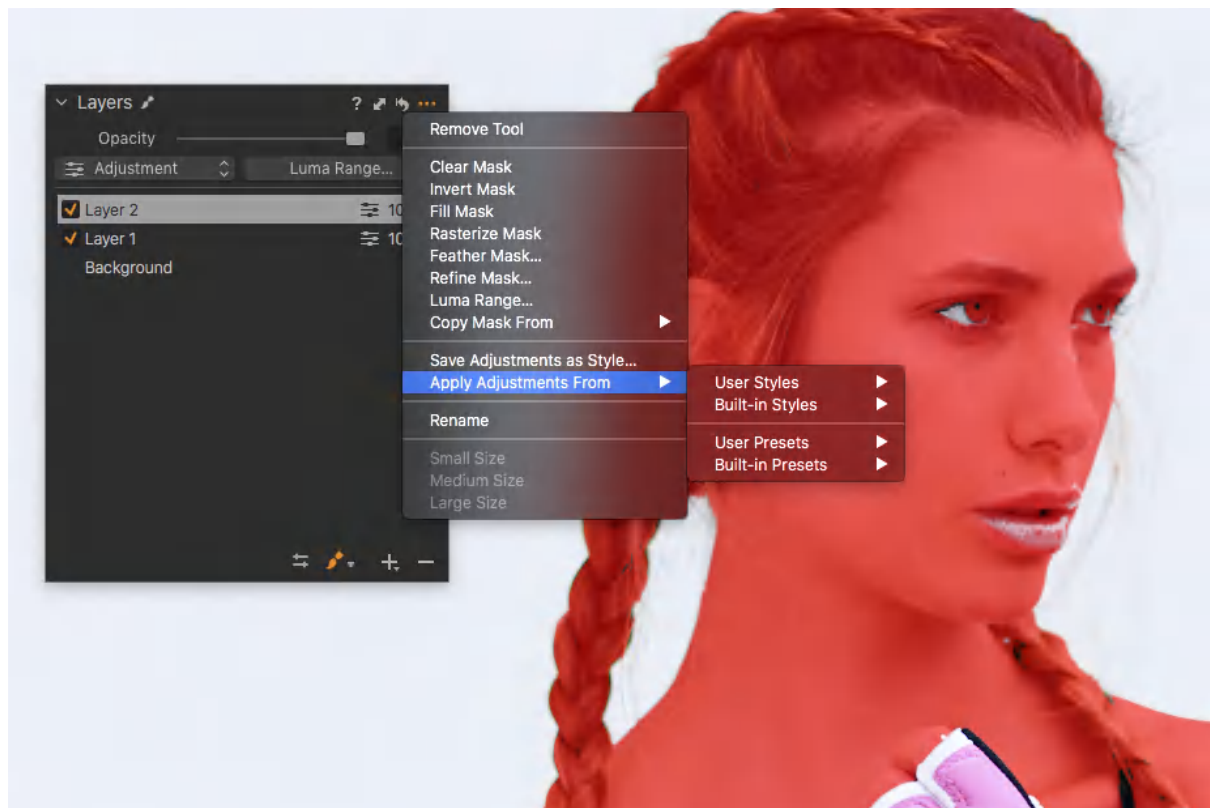 Layers ?
Opacity
Adjustment Luma Range...
Layer 2 10
Layer 1 10
Background
Remove Tool
Clear Mask
Invert Mask
Fill Mask
Rasterize Mask
Feather Mask...
Refine Mask...
Luma Range...
Copy Mask From
Save Adjustments as Style...
Apply Adjustments From
Rename
Small Size
Medium Size
Large Size
User Styles
Built-in Styles
User Presets
Built-in Presets